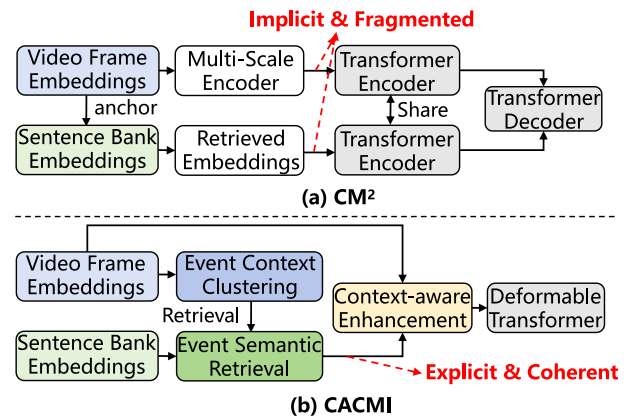 Implicit & Fragmented
Video Frame
Embeddings
Multi-Scale
Encoder
Transformer
Encoder
anchor
Share
Transformer
Decoder
Sentence Bank
Embeddings
Retrieved
Embeddings
Transformer
Encoder
(a) CM²
Video Frame
Embeddings
Event Context
Clustering
Context-aware
Enhancement
Deformable
Transformer
Retrieval
Sentence Bank
Embeddings
Event Semantic
Retrieval
Explicit & Coherent
(b) CACMI